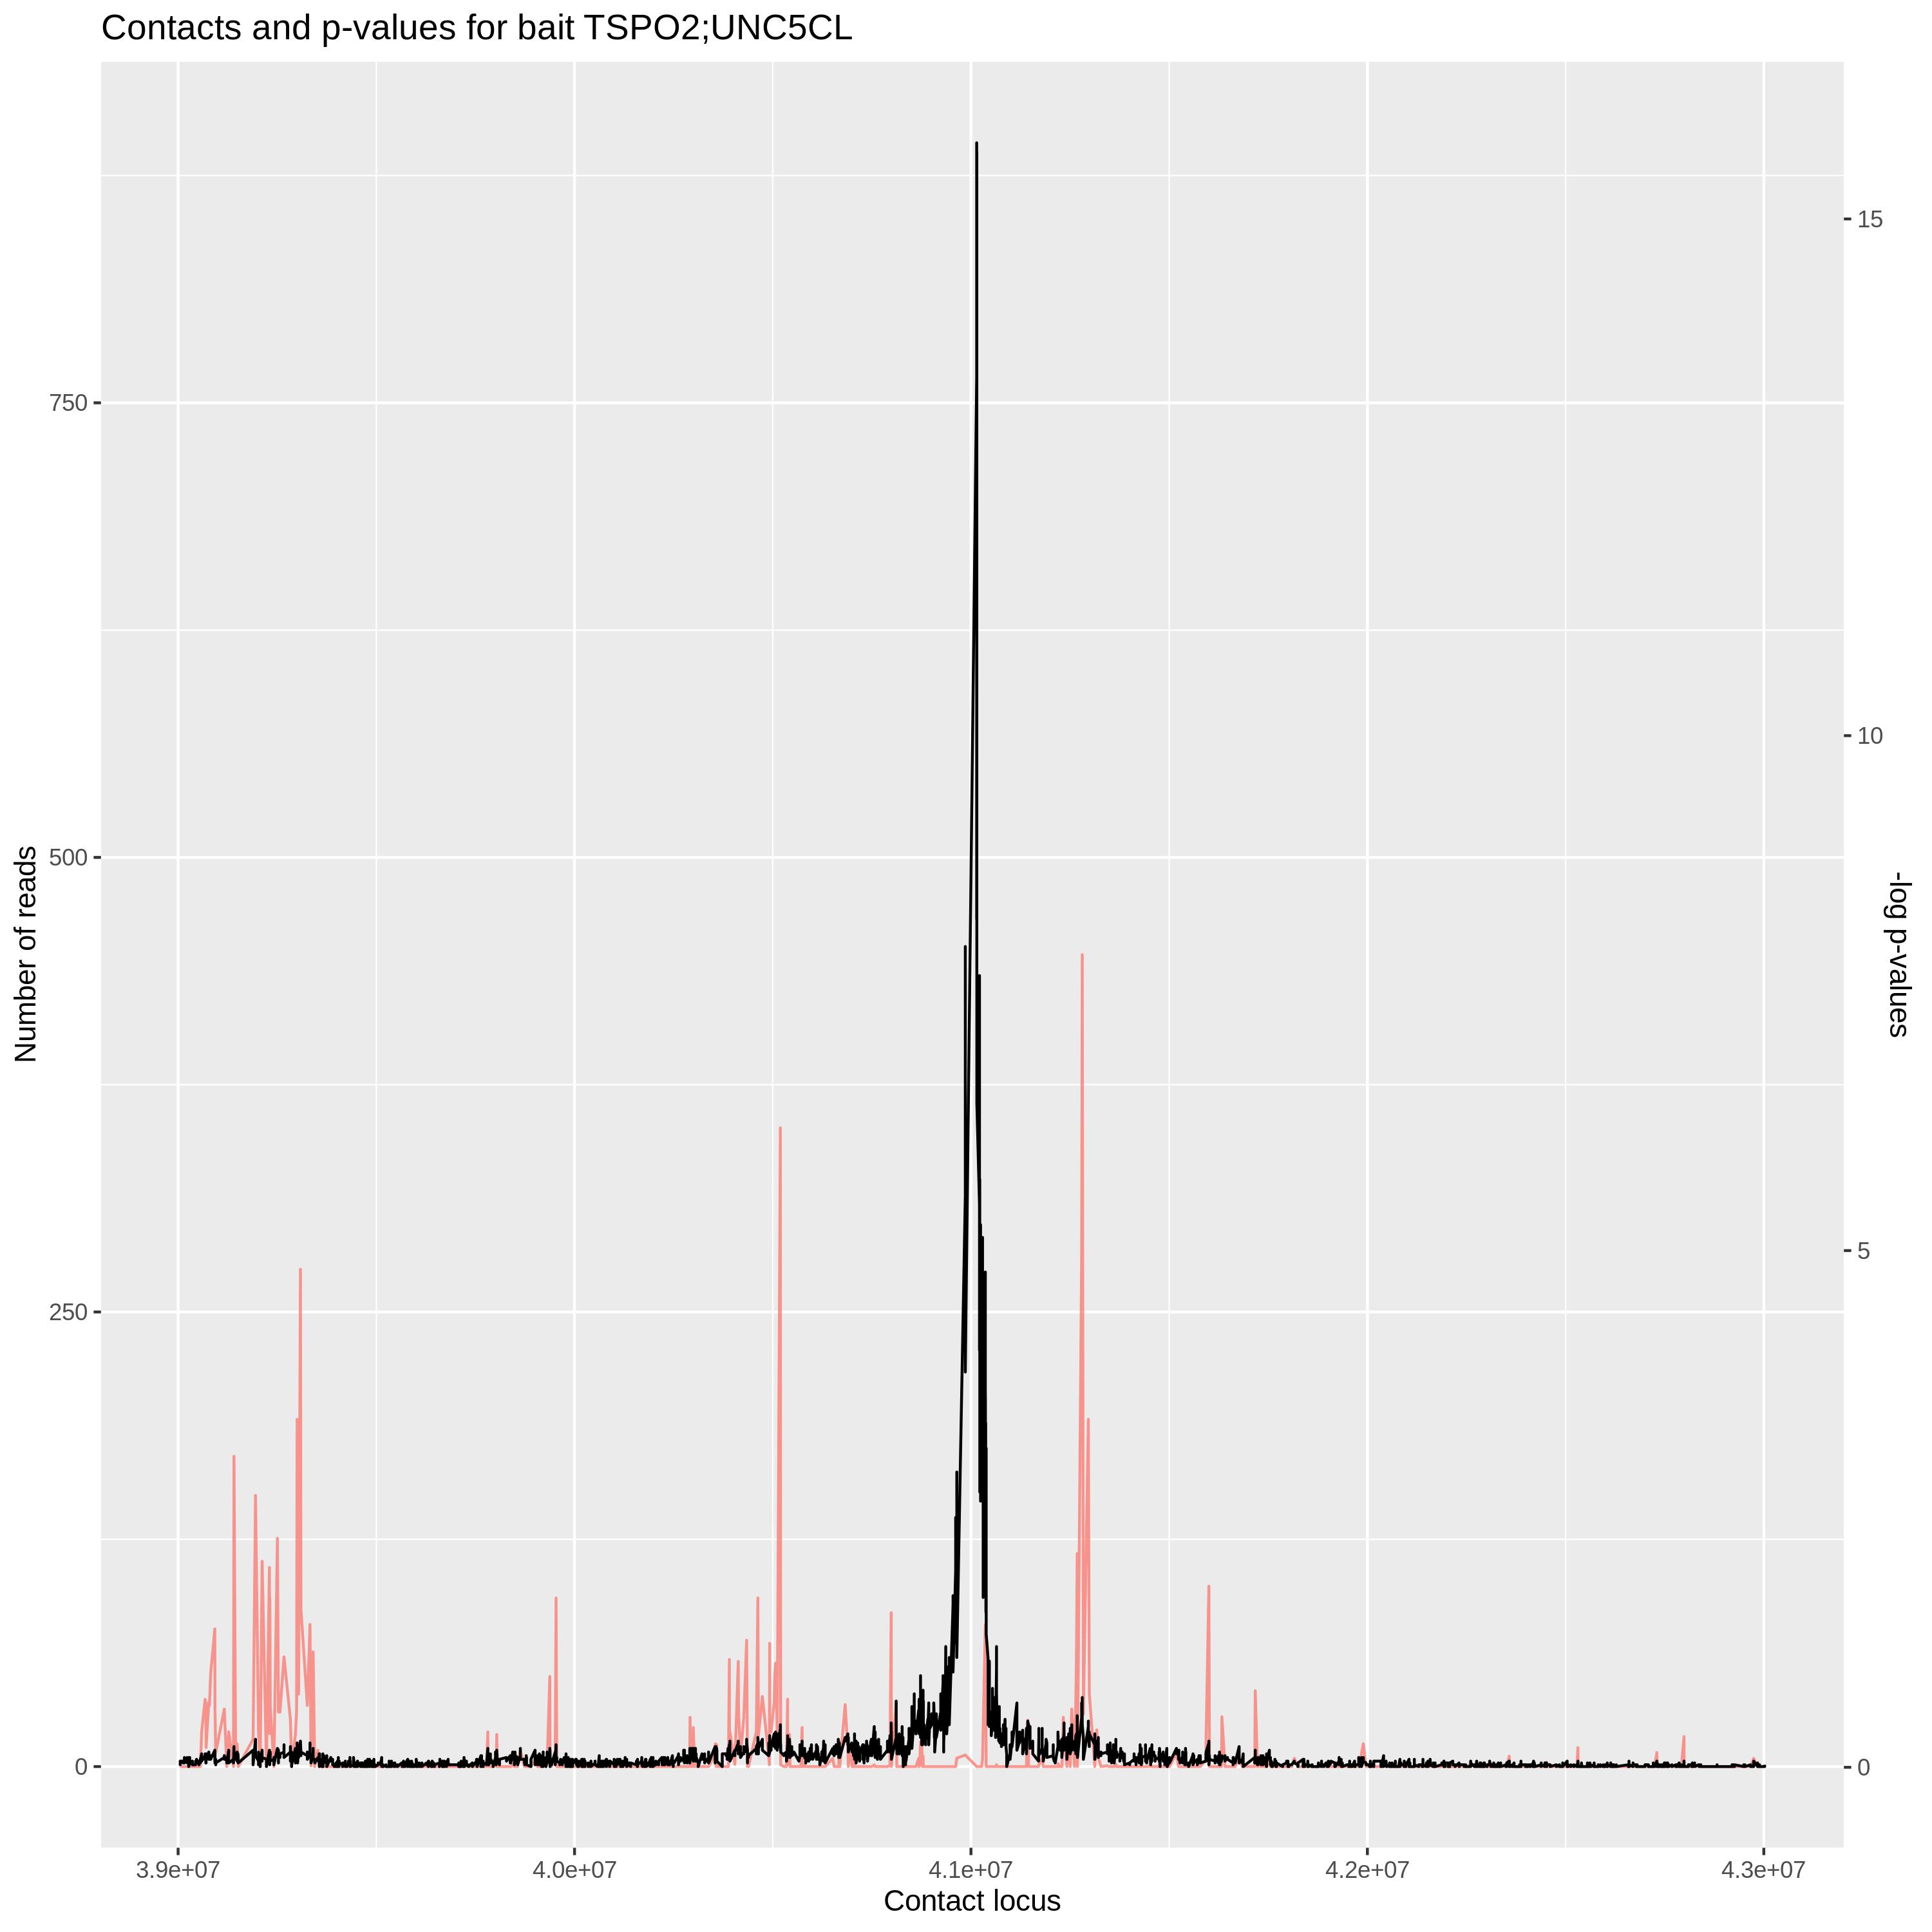 Contacts and p-values for bait TSPO2;UNC5CL
Number of reads
750
500
250
0
15
10
5
0
-log p-values
3.9e+07
4.0e+07
4.1e+07
4.2e+07
4.3e+07
Contact locus